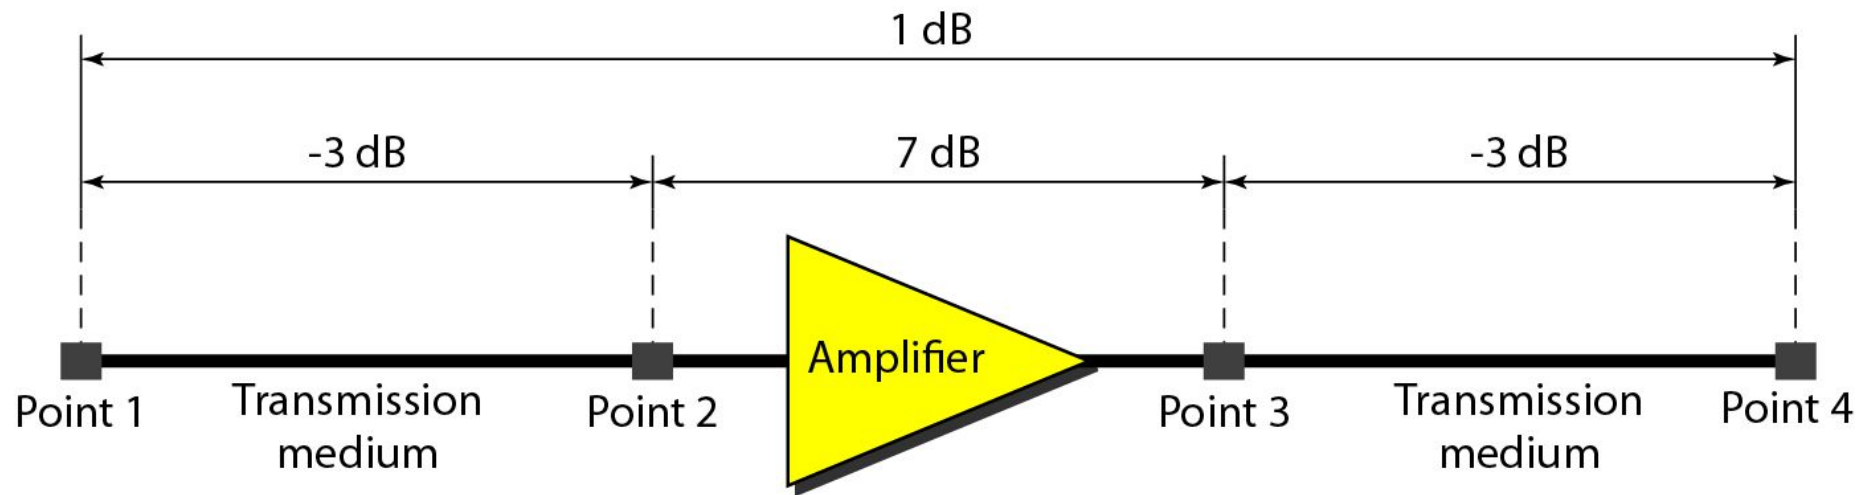 1 dB
-3 dB
7 dB
-3 dB
Amplifier
Point 1
Transmission
medium
Point 2
Point 3
Transmission
medium
Point 4